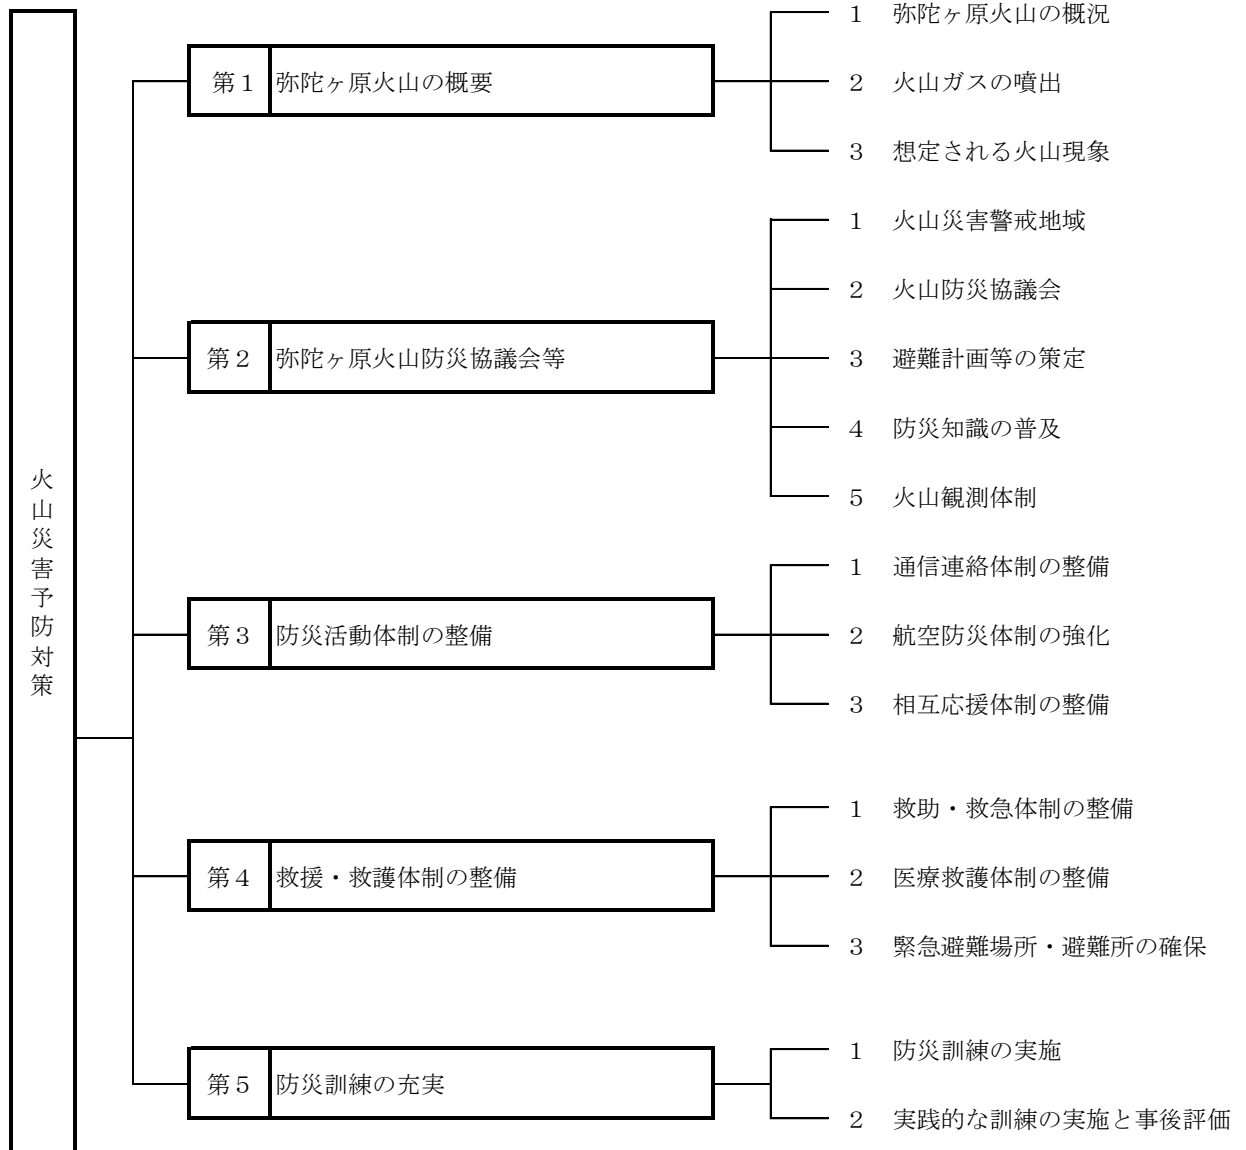 火山災害予防対策
第１ 弥陀ヶ原火山の概要
１ 弥陀ヶ原火山の概況
２ 火山ガスの噴出
３ 想定される火山現象
第２ 弥陀ヶ原火山防災協議会等
１ 火山災害警戒地域
２ 火山防災協議会
３ 避難計画等の策定
４ 防災知識の普及
５ 火山観測体制
第３ 防災活動体制の整備
１ 通信連絡体制の整備
２ 航空防災体制の強化
３ 相互応援体制の整備
第４ 救援・救護体制の整備
１ 救助・救急体制の整備
２ 医療救護体制の整備
３ 緊急避難場所・避難所の確保
第５ 防災訓練の充実
１ 防災訓練の実施
２ 実践的な訓練の実施と事後評価